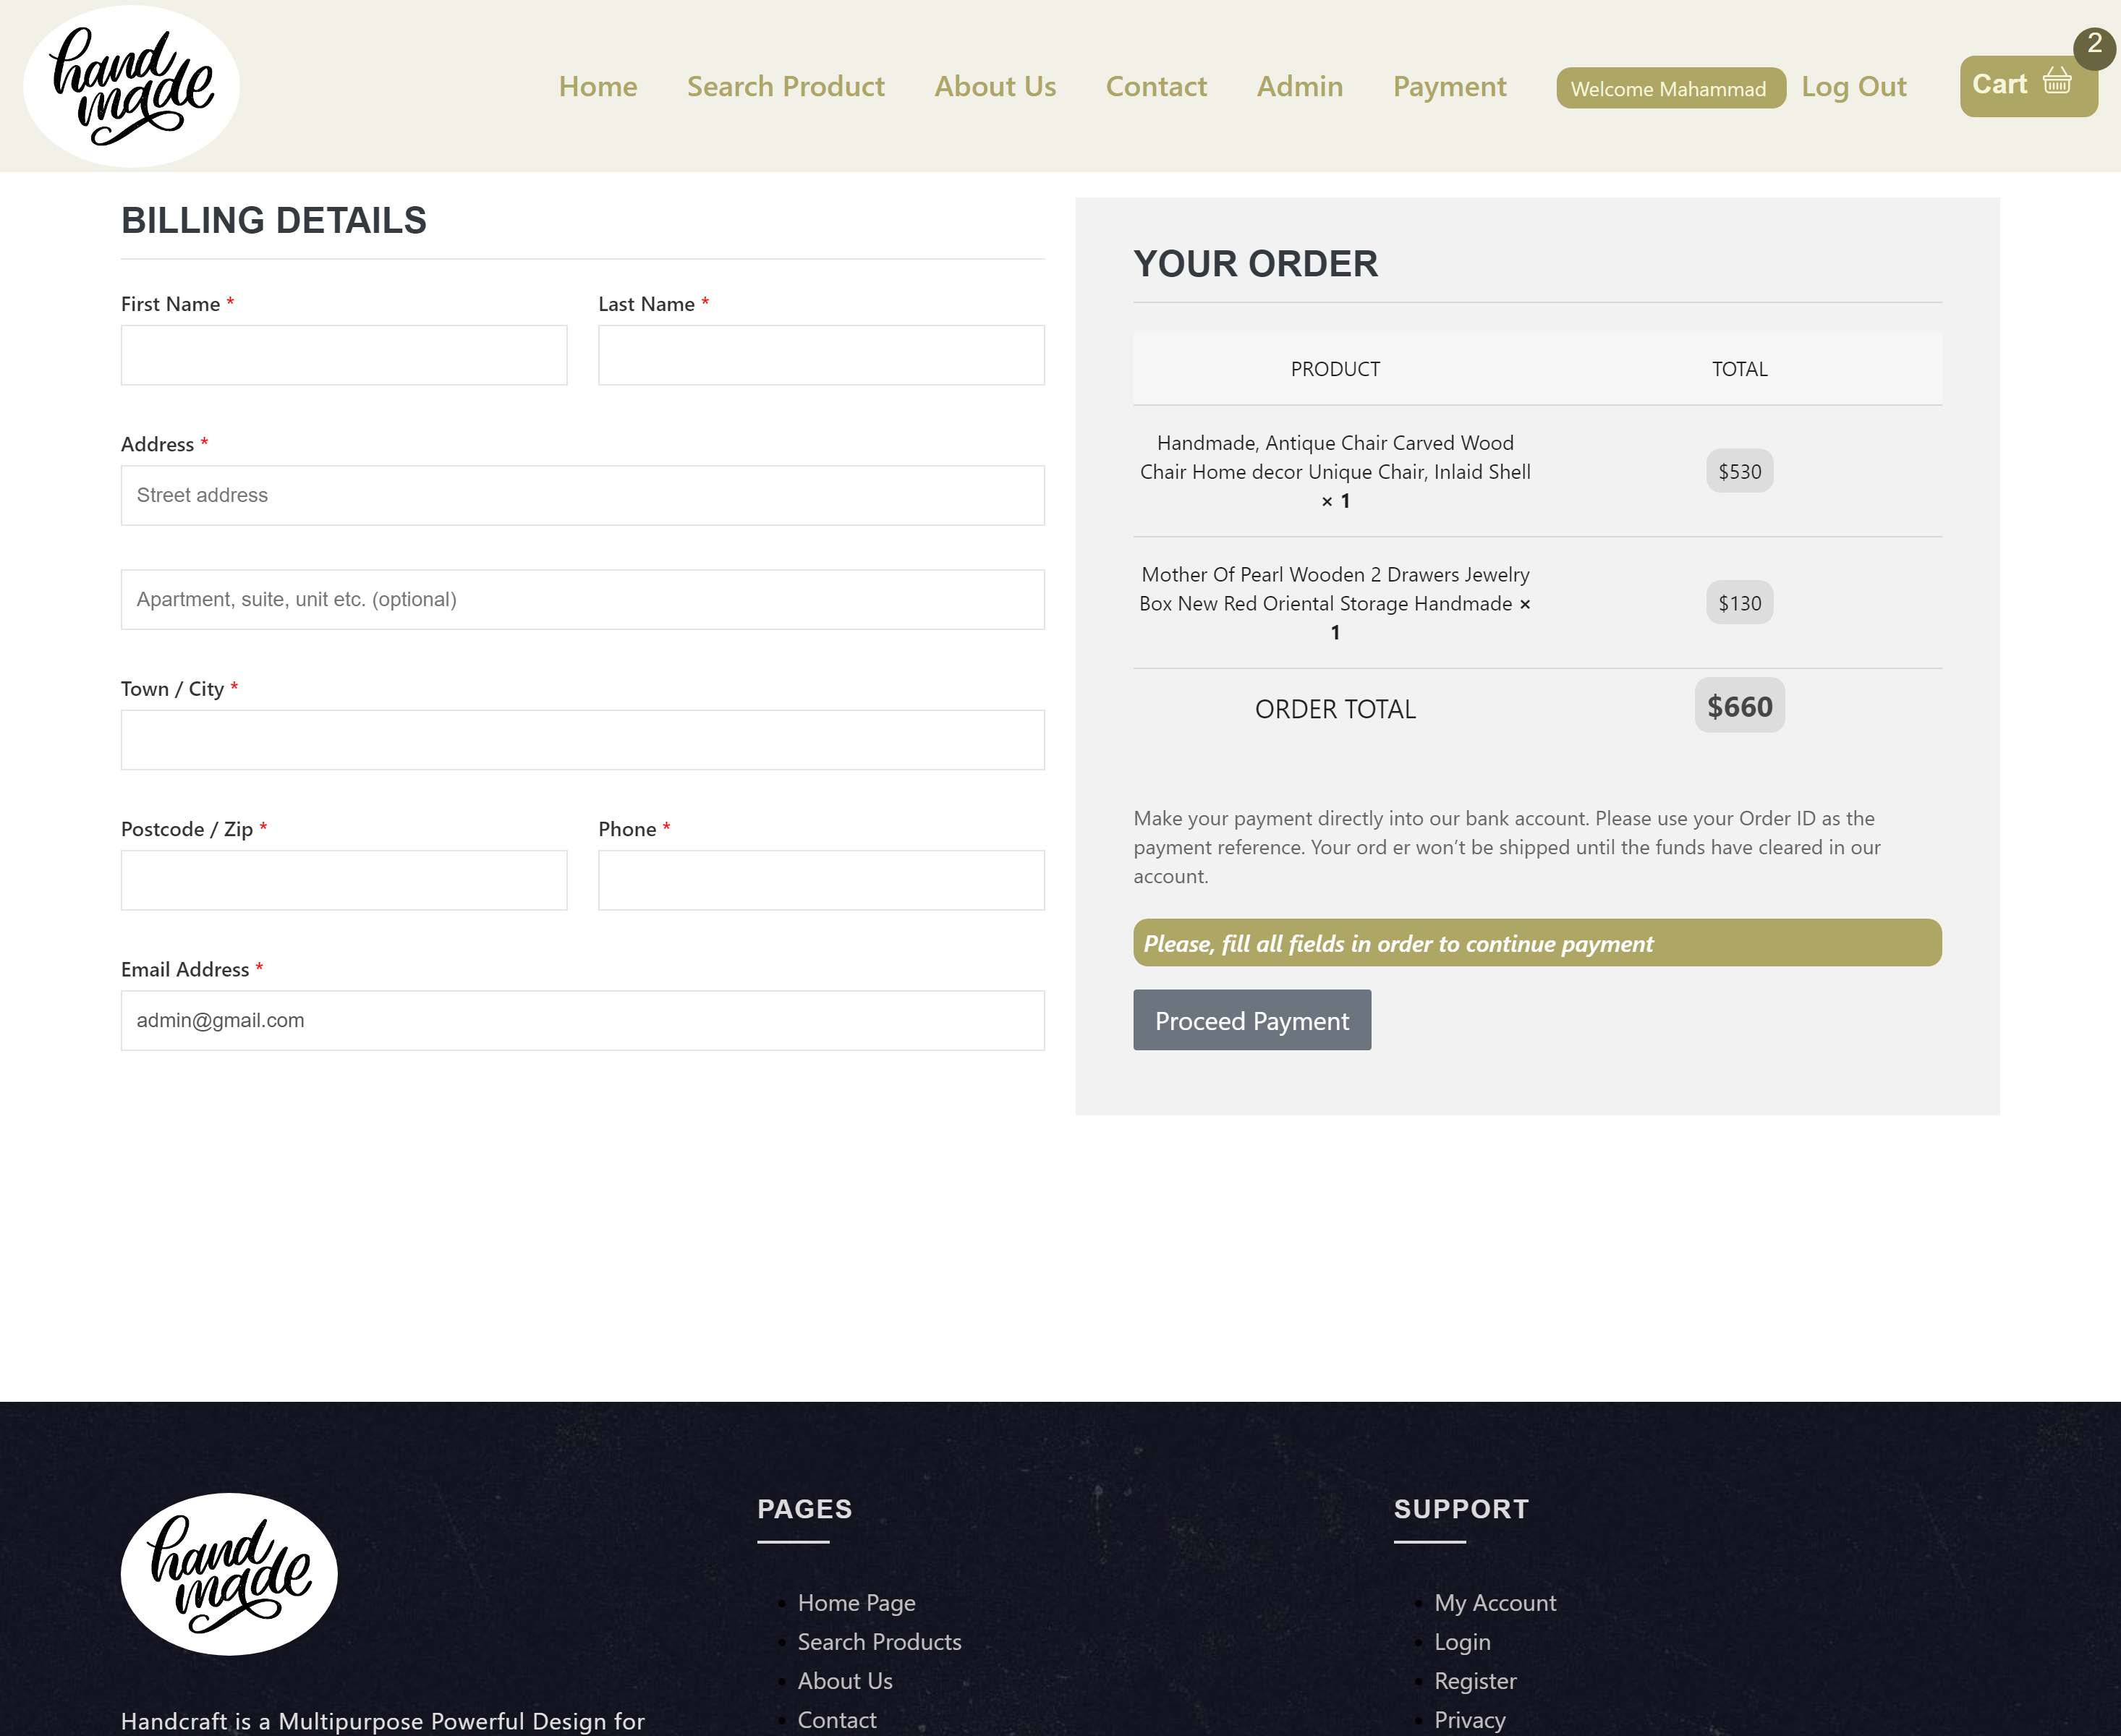 hand
made
Home Search Product About Us Contact Admin Payment Welcome Mahammad Log Out Cart 2
BILLING DETAILS
First Name * Last Name *
Address *
Street address
Apartment, suite, unit etc. (optional)
Town / City *
Postcode / Zip * Phone *
Email Address *
admin@gmail.com
YOUR ORDER
PRODUCT TOTAL
Handmade, Antique Chair Carved Wood
Chair Home decor Unique Chair, Inlaid Shell $530
× 1
Mother Of Pearl Wooden 2 Drawers Jewelry
Box New Red Oriental Storage Handmade × $130
1
ORDER TOTAL $660
Make your payment directly into our bank account. Please use your Order ID as the
payment reference. Your ord er won’t be shipped until the funds have cleared in our
account.
Please, fill all fields in order to continue payment
Proceed Payment
hand
made
Handcraft is a Multipurpose Powerful Design for
PAGES
Home Page
Search Products
About Us
Contact
SUPPORT
My Account
Login
Register
Privacy